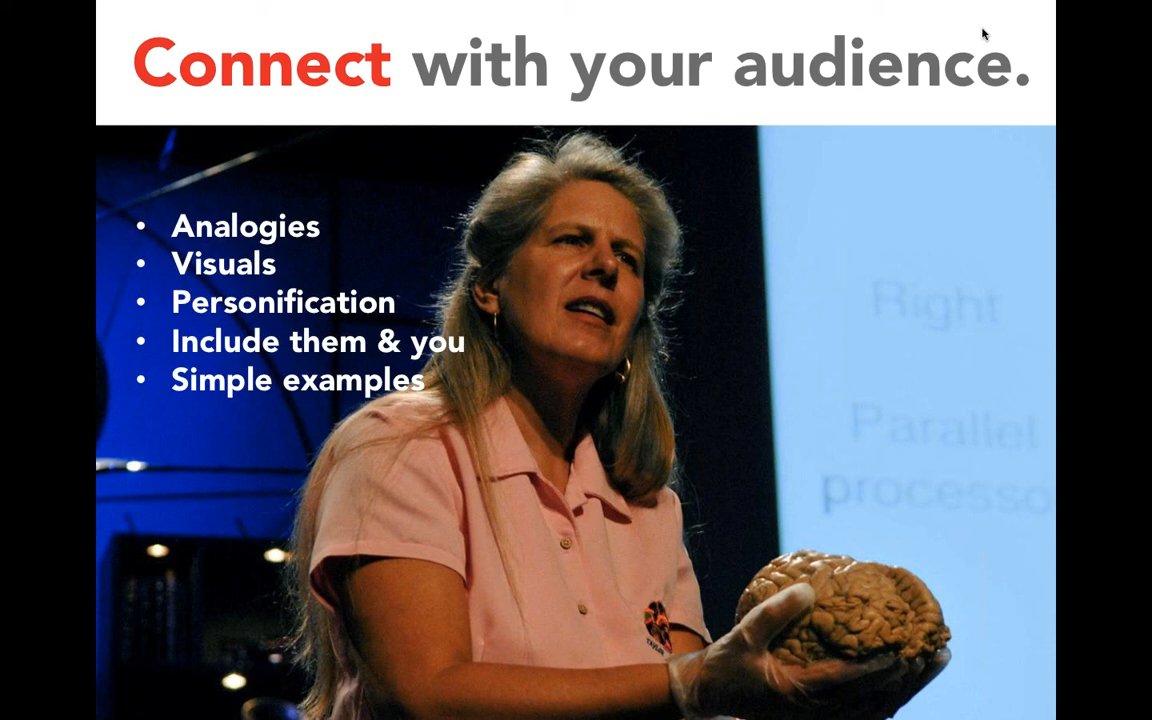 Connect with your audience.
• Analogies
• Visuals
• Personification
• Include them & you
• Simple examples
Right
Parallel
processo